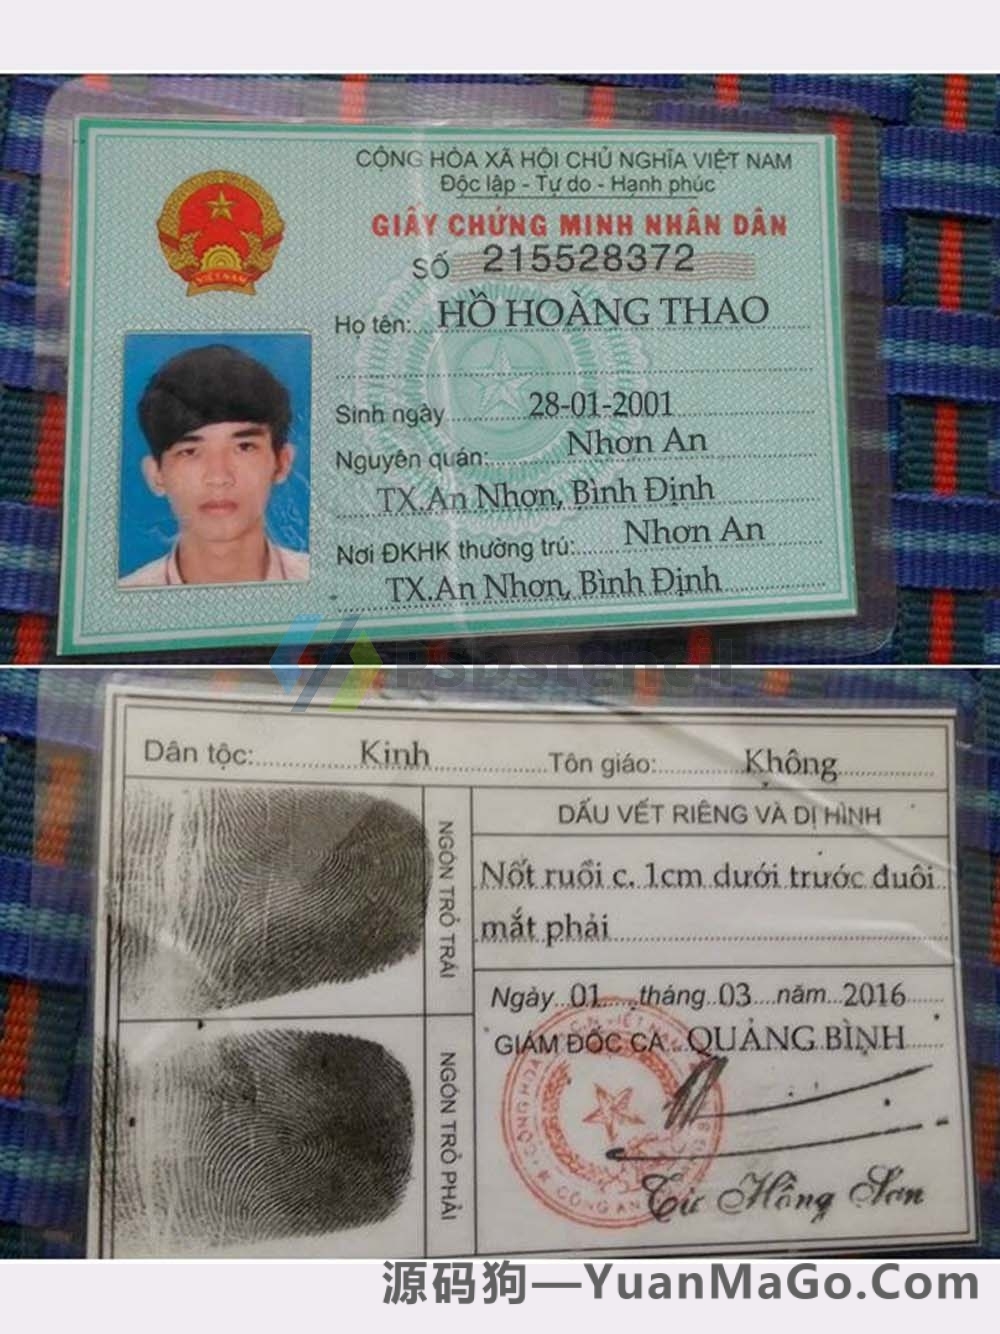 CỘNG HÒA XÃ HỘI CHỦ NGHĨA VIỆT NAM
Độc lập - Tự do - Hạnh phúc
GIẤY CHỨNG MINH NHÂN DÂN
SỐ 215528372
VIỆT NAM
Họ tên: HỒ HOÀNG THAO
Sinh ngày 28-01-2001
Nguyên quán: Nhơn An
TX.An Nhơn, Bình Định
Nơi ĐKHK thường trú: Nhơn An
TX.An Nhơn, Bình Định
Dân tộc: Kinh Tôn giáo: Không
NGÓN TRỎ TRÁI
DẤU VẾT RIÊNG VÀ DỊ HÌNH
Nốt ruồi c. 1cm dưới trước đuôi
mắt phải
NGÓN TRỎ PHẢI
Ngày 01 tháng 03 năm 2016
GIÁM ĐỐC CA QUẢNG BÌNH
Từ Hồng Sơn
源码狗—YuanMaGo.Com